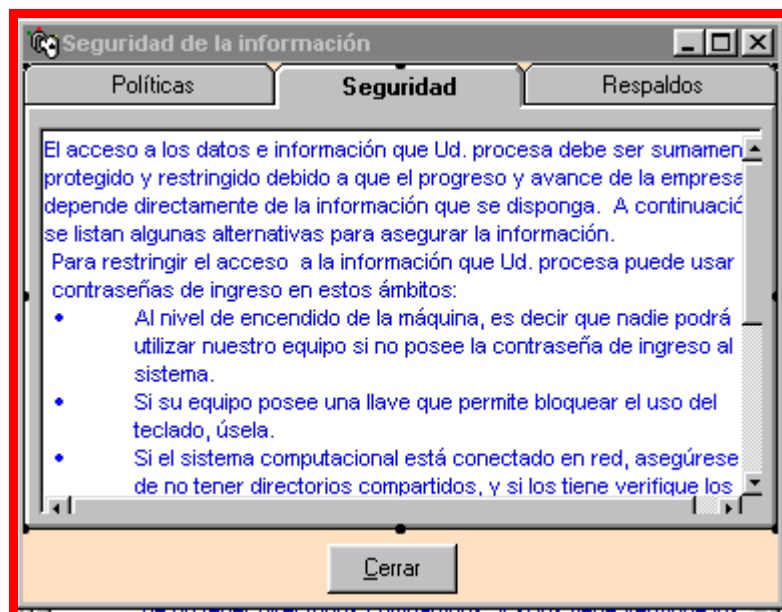 Seguridad de la información
Políticas
Seguridad
Respaldos
El acceso a los datos e información que Ud. procesa debe ser sumamen
protegido y restringido debido a que el progreso y avance de la empresa
depende directamente de la información que se disponga.  A continuació
se listan algunas alternativas para asegurar la información.
Para restringir el acceso  a la información que Ud. procesa puede usar
contraseñas de ingreso en estos ámbitos:
• Al nivel de encendido de la máquina, es decir que nadie podrá
utilizar nuestro equipo si no posee la contraseña de ingreso al
sistema.
• Si su equipo posee una llave que permite bloquear el uso del
teclado, úsela.
• Si el sistema computacional está conectado en red, asegúrese
de no tener directorios compartidos, y si los tiene verifique los
Cerrar